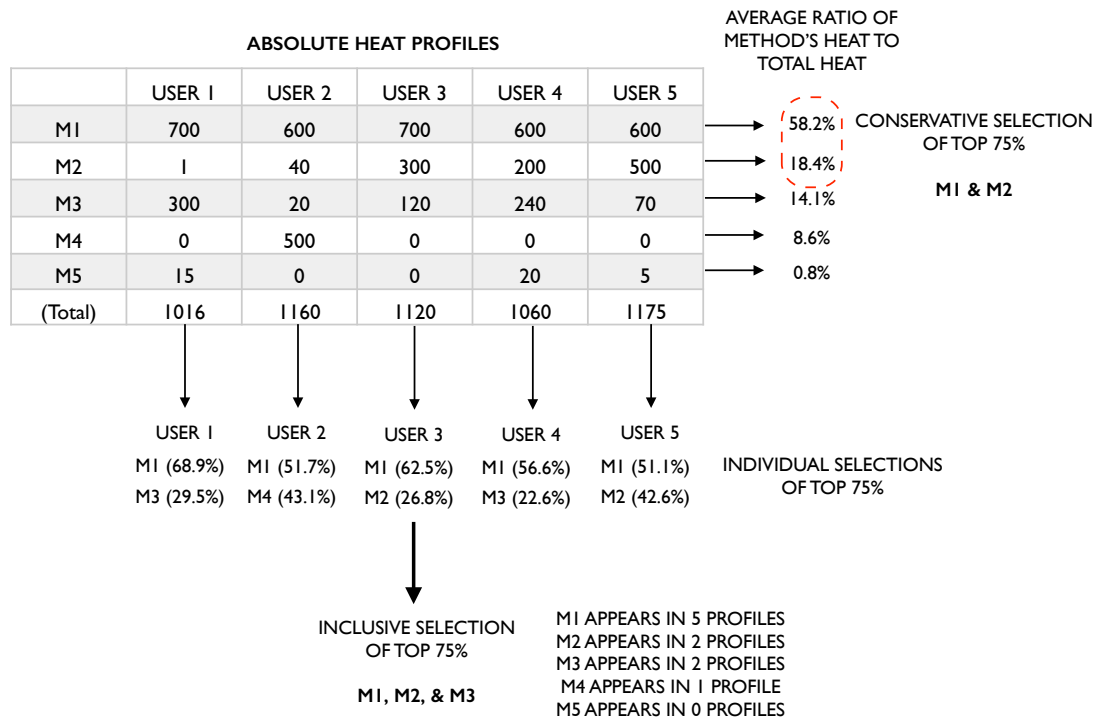 ABSOLUTE HEAT PROFILES
AVERAGE RATIO OF
METHOD'S HEAT TO
TOTAL HEAT
USER 1 USER 2 USER 3 USER 4 USER 5
M1 700 600 700 600 600 58.2%
M2 1 40 300 200 500 18.4%
M3 300 20 120 240 70 14.1%
M4 0 500 0 0 0 8.6%
M5 15 0 0 20 5 0.8%
(Total) 1016 1160 1120 1060 1175
CONSERVATIVE SELECTION
OF TOP 75%
M1 & M2
USER 1 USER 2 USER 3 USER 4 USER 5
M1 (68.9%) M1 (51.7%) M1 (62.5%) M1 (56.6%) M1 (51.1%)
M3 (29.5%) M4 (43.1%) M2 (26.8%) M3 (22.6%) M2 (42.6%)
INDIVIDUAL SELECTIONS
OF TOP 75%
INCLUSIVE SELECTION
OF TOP 75%
M1, M2, & M3
M1 APPEARS IN 5 PROFILES
M2 APPEARS IN 2 PROFILES
M3 APPEARS IN 2 PROFILES
M4 APPEARS IN 1 PROFILE
M5 APPEARS IN 0 PROFILES